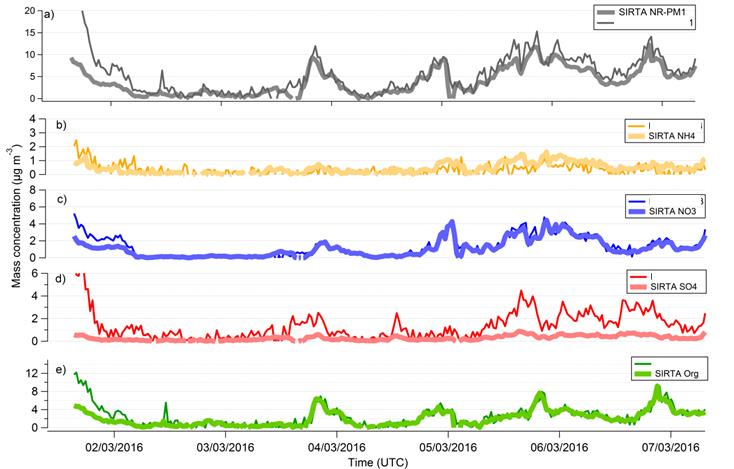 a)
SIRTA NR-PM1
1
20
15
10
5
0
b)
SIRTA NH4
4
3
2
1
0
c)
SIRTA NO3
8
6
4
2
0
d)
SIRTA SO4
6
4
2
0
e)
SIRTA Org
12
8
4
0
Mass concentration (µg m⁻³)
02/03/2016 03/03/2016 04/03/2016 05/03/2016 06/03/2016 07/03/2016
Time (UTC)